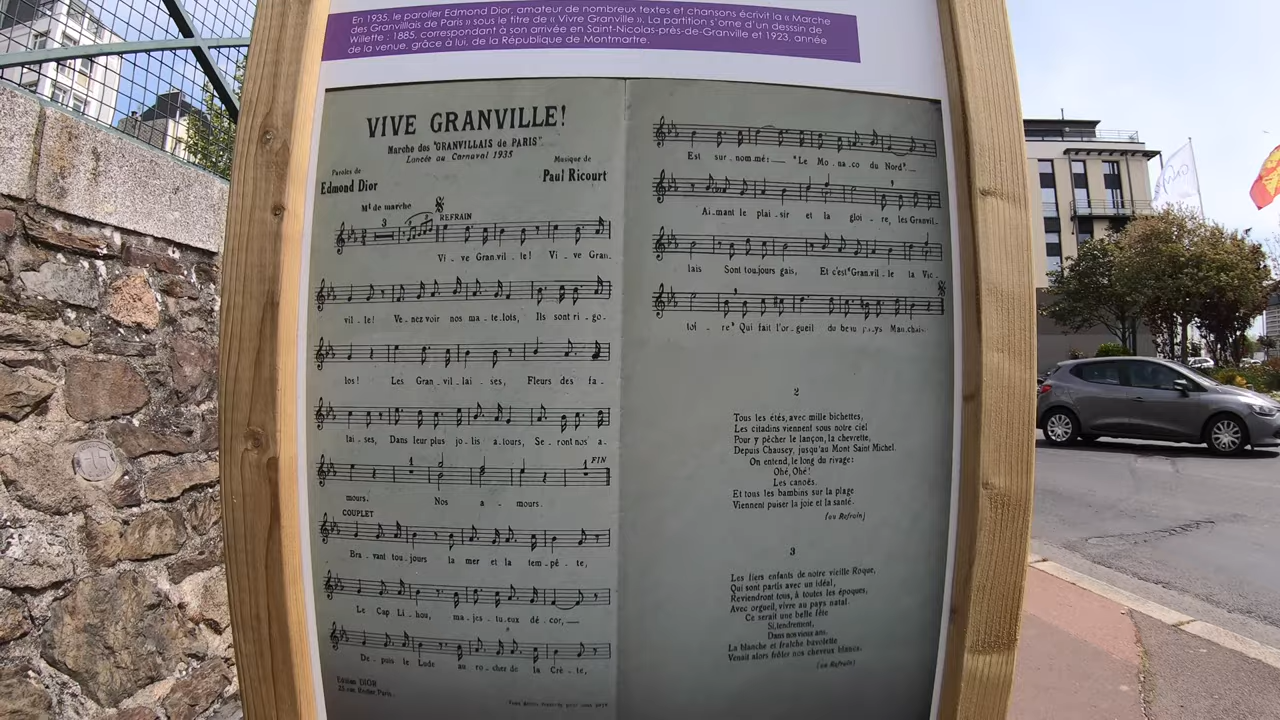 En 1935, le parolier Edmond Dior, amateur de nombreux textes et chansons écrivit la « Marche
des Granvillais de Paris » sous le titre de « Vivre Granville ». La partition s'orne d'un desssin de
Willette : 1885, correspondant à son arrivée en Saint-Nicolas-près-de-Granville et 1923, année
de la venue, grâce à lui, de la République de Montmartre.
VIVE GRANVILLE!
Marche des "GRANVILLAIS de PARIS"
Lancée au Carnaval 1935
Paroles de
Edmond Dior
Musique de
Paul Ricourt
Mt de marche
3
3
REFRAIN
Vi - ve Gran.vil - le! Vi - ve Gran.
vil - le! Ve - nez voir nos ma - te.lots, Ils sont ri - go.
los! Les Gran - vil - lai - ses, Fleurs des fa -
lai - ses, Dans leur plus jo - lis a.tours, Se - ront nos a.
1
1
FIN
mours. Nos a - mours.
COUPLET
Bra - vant tou - jours la mer et la tem - pê - te,
Le Cap Li - hou, ma - jes - tu.eux dé - cor,
De - puis le Lude au ro - cher de la Crè - te,
Edition DIOR
Est sur - nom.mé: "Le Mo - na.co du Nord"
Ai.mant le plai - sir et la gloi - re, les Granvil -
lais Sont toujours gais, Et c'est "Gran.vil - le la Vic -
toi - re" Qui fait l'or - gueil du beau pa.ys Man.chais
2
Tous les étés, avec mille bichettes,
Les citadins viennent sous notre ciel
Pour y pêcher le lançon, la chevrette,
Depuis Chausey, jusqu'au Mont Saint Michel.
On entend, le long du rivage:
Ohé, Ohé!
Les canoës.
Et tous les bambins sur la plage
Viennent puiser la joie et la santé.
(au Refrain)
3
Les fiers enfants de notre vieille Roque,
Qui sont partis avec un idéal,
Reviendront tous, à toutes les époques,
Avec orgueil, vivre au pays natal.
Ce serait une belle fête
Si, tendrement,
Dans nos vieux ans,
La blanche et fraîche bavolette
Venait alors frôler nos cheveux blancs.
(au Refrain)